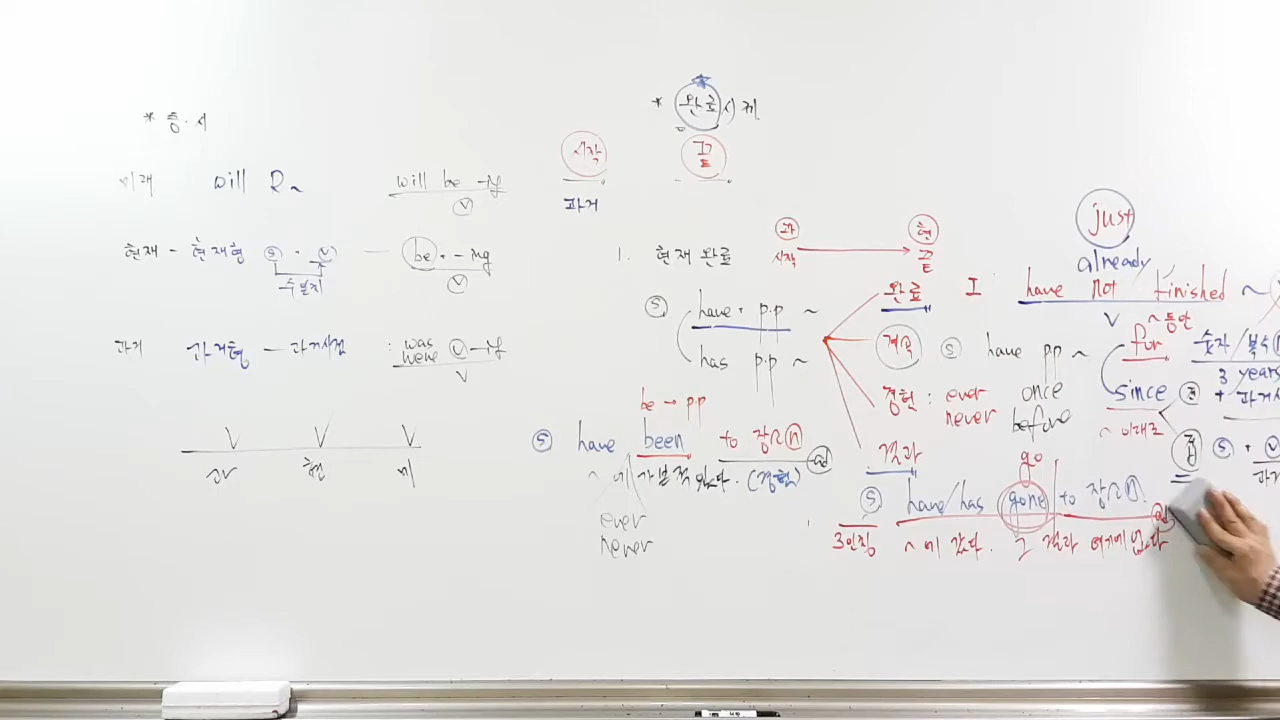 * 중.시
미래 will R~ will be -ing
ⓥ
현재 - 현재형 ⓢ + ⓥ — be + -ing
수일치 ⓥ
과거 과거형 — 과거시점 : was were ⓥ-ing
V
V V V
과 현 미
* 완료시제
시작 끝
과거
1. 현재완료
과 현
시작 끝
ⓢ have + p.p ~
has p.p ~
완료 I have not finished ~
just
already
V
계속 ⓢ have pp ~ for ~동안 숫자/복수ⓝ
3 years
since
~이래로
접 ⓢ + ⓥ
경험 : ever once
never before
결과
be → p.p
ⓢ have been to 장소ⓝ
~에 가본적 있다. (경험)
ever
never
go
ⓢ have/has gone to 장소ⓝ.
3인칭 ~에 갔다. 그 결과 여기에 없다